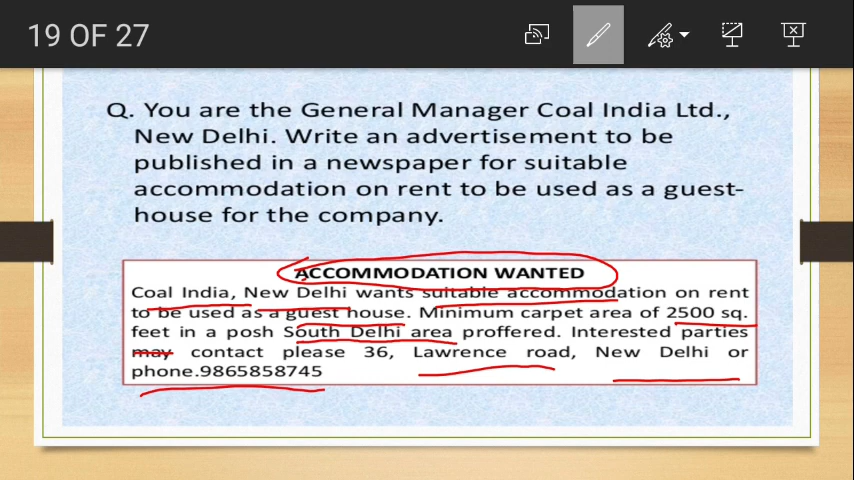 19 OF 27
Q. You are the General Manager Coal India Ltd.,
New Delhi. Write an advertisement to be
published in a newspaper for suitable
accommodation on rent to be used as a guest-
house for the company.
ACCOMMODATION WANTED
Coal India, New Delhi wants suitable accommodation on rent
to be used as a guest house. Minimum carpet area of 2500 sq.
feet in a posh South Delhi area proffered. Interested parties
may contact please 36, Lawrence road, New Delhi or
phone.9865858745